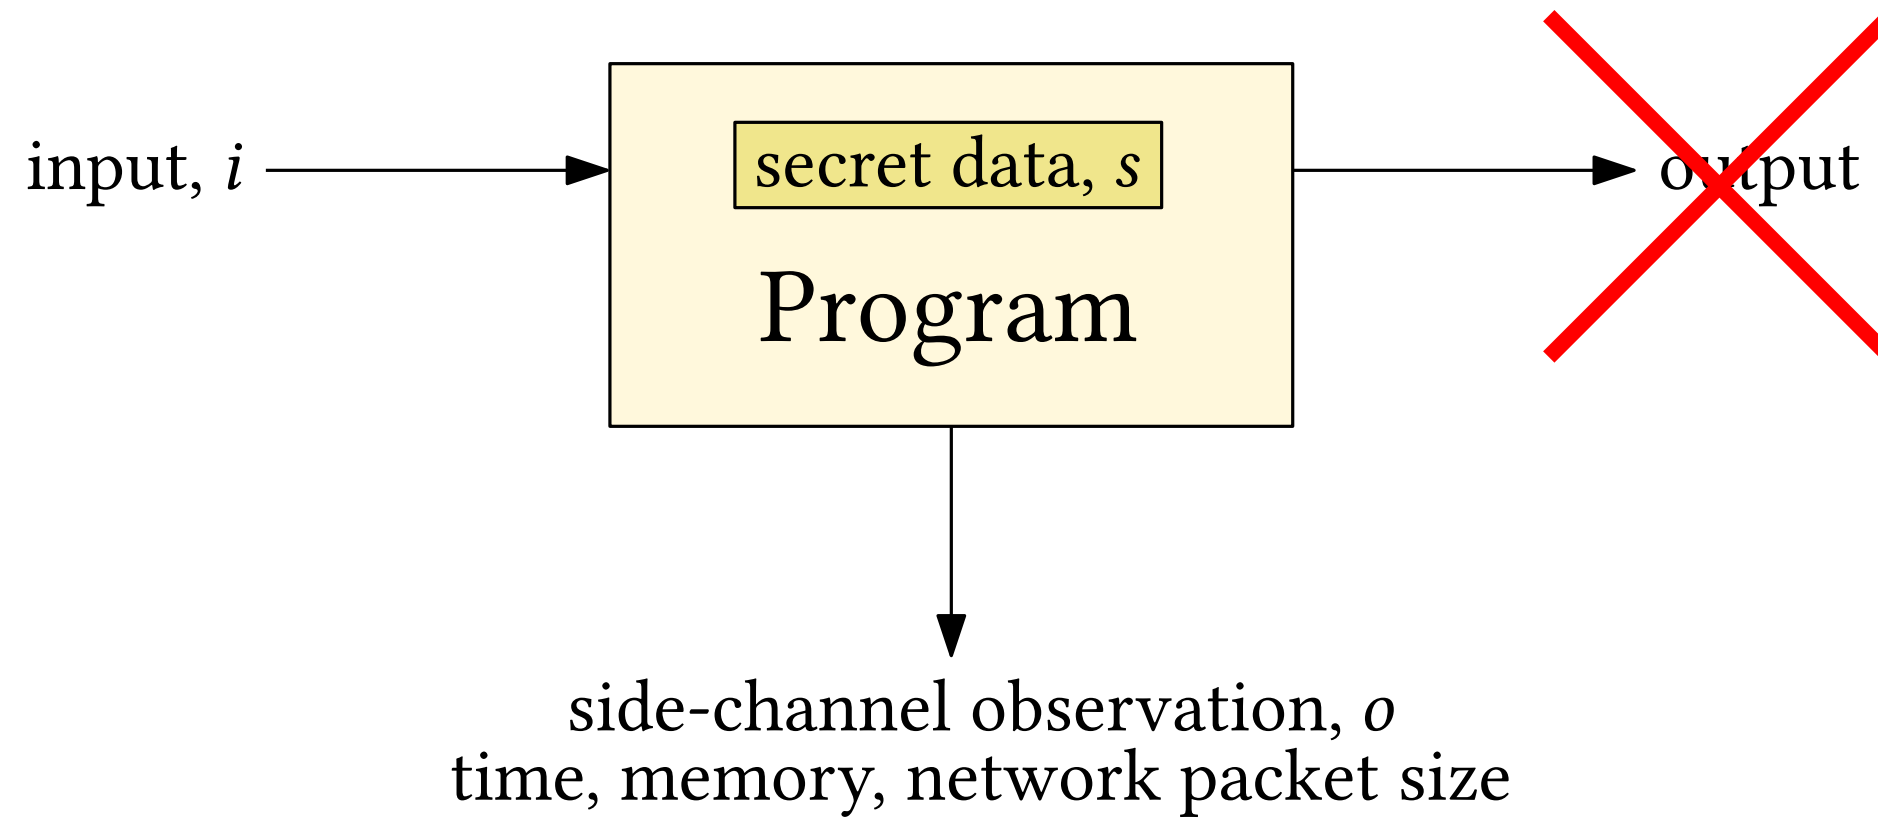 input, i
secret data, s
output
Program
side-channel observation, o
time, memory, network packet size